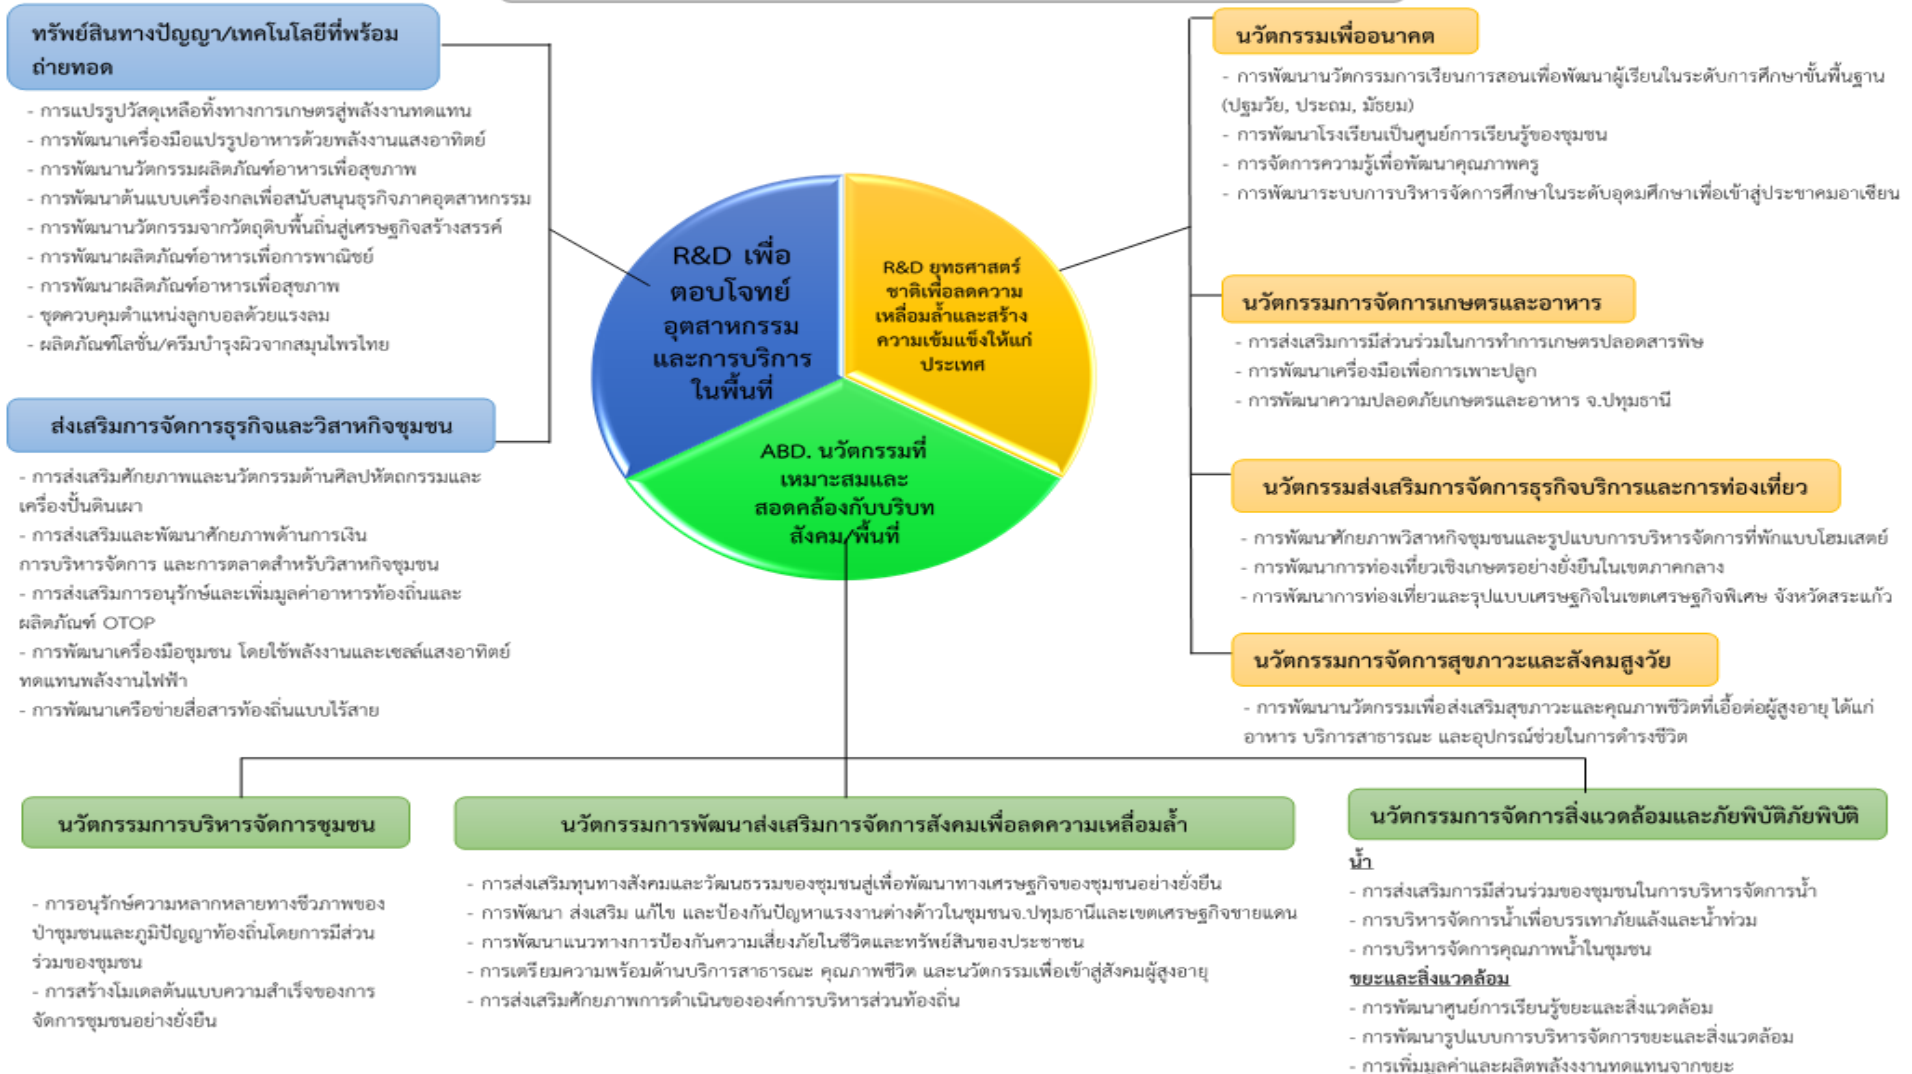 ทรัพย์สินทางปัญญา/เทคโนโลยีที่พร้อม
ถ่ายทอด
- การแปรรูปวัสดุเหลือทิ้งทางการเกษตรสู่พลังงานทดแทน
- การพัฒนาเครื่องมือแปรรูปอาหารด้วยพลังงานแสงอาทิตย์
- การพัฒนานวัตกรรมผลิตภัณฑ์อาหารเพื่อสุขภาพ
- การพัฒนาต้นแบบเครื่องกลเพื่อสนับสนุนธุรกิจภาคอุตสาหกรรม
- การพัฒนานวัตกรรมจากวัตถุดิบพื้นถิ่นสู่เศรษฐกิจสร้างสรรค์
- การพัฒนาผลิตภัณฑ์อาหารเพื่อการพาณิชย์
- การพัฒนาผลิตภัณฑ์อาหารเพื่อสุขภาพ
- ชุดควบคุมตำแหน่งลูกบอลด้วยแรงลม
- ผลิตภัณฑ์โลชั่น/ครีมบำรุงผิวจากสมุนไพรไทย
ส่งเสริมการจัดการธุรกิจและวิสาหกิจชุมชน
- การส่งเสริมศักยภาพและนวัตกรรมด้านศิลปหัตถกรรมและ
เครื่องปั้นดินเผา
- การส่งเสริมและพัฒนาศักยภาพด้านการเงิน
การบริหารจัดการ และการตลาดสำหรับวิสาหกิจชุมชน
- การส่งเสริมการอนุรักษ์และเพิ่มมูลค่าอาหารท้องถิ่นและ
ผลิตภัณฑ์ OTOP
- การพัฒนาเครื่องมือชุมชน โดยใช้พลังงานและเซลล์แสงอาทิตย์
ทดแทนพลังงานไฟฟ้า
- การพัฒนาเครือข่ายสื่อสารท้องถิ่นแบบไร้สาย
R&D เพื่อ
ตอบโจทย์
อุตสาหกรรม
และการบริการ
ในพื้นที่
R&D ยุทธศาสตร์
ชาติเพื่อลดความ
เหลื่อมล้ำและสร้าง
ความเข้มแข็งให้แก่
ประเทศ
ABD. นวัตกรรมที่
เหมาะสมและ
สอดคล้องกับบริบท
สังคม/พื้นที่
นวัตกรรมเพื่ออนาคต
- การพัฒนานวัตกรรมการเรียนการสอนเพื่อพัฒนาผู้เรียนในระดับการศึกษาขั้นพื้นฐาน
(ปฐมวัย, ประถม, มัธยม)
- การพัฒนาโรงเรียนเป็นศูนย์การเรียนรู้ของชุมชน
- การจัดการความรู้เพื่อพัฒนาคุณภาพครู
- การพัฒนาระบบการบริหารจัดการศึกษาในระดับอุดมศึกษาเพื่อเข้าสู่ประชาคมอาเซียน
นวัตกรรมการจัดการเกษตรและอาหาร
- การส่งเสริมการมีส่วนร่วมในการทำการเกษตรปลอดสารพิษ
- การพัฒนาเครื่องมือเพื่อการเพาะปลูก
- การพัฒนาความปลอดภัยเกษตรและอาหาร จ.ปทุมธานี
นวัตกรรมส่งเสริมการจัดการธุรกิจบริการและการท่องเที่ยว
- การพัฒนาศักยภาพวิสาหกิจชุมชนและรูปแบบการบริหารจัดการที่พักแบบโฮมเสตย์
- การพัฒนาการท่องเที่ยวเชิงเกษตรอย่างยั่งยืนในเขตภาคกลาง
- การพัฒนาการท่องเที่ยวและรูปแบบเศรษฐกิจในเขตเศรษฐกิจพิเศษ จังหวัดสระแก้ว
นวัตกรรมการจัดการสุขภาวะและสังคมสูงวัย
- การพัฒนานวัตกรรมเพื่อส่งเสริมสุขภาวะและคุณภาพชีวิตที่เอื้อต่อผู้สูงอายุ ได้แก่
อาหาร บริการสาธารณะ และอุปกรณ์ช่วยในการดำรงชีวิต
นวัตกรรมการบริหารจัดการชุมชน
- การอนุรักษ์ความหลากหลายทางชีวภาพของ
ป่าชุมชนและภูมิปัญญาท้องถิ่นโดยการมีส่วน
ร่วมของชุมชน
- การสร้างโมเดลต้นแบบความสำเร็จของการ
จัดการชุมชนอย่างยั่งยืน
นวัตกรรมการพัฒนาส่งเสริมการจัดการสังคมเพื่อลดความเหลื่อมล้ำ
- การส่งเสริมทุนทางสังคมและวัฒนธรรมของชุมชนสู่เพื่อพัฒนาทางเศรษฐกิจของชุมชนอย่างยั่งยืน
- การพัฒนา ส่งเสริม แก้ไข และป้องกันปัญหาแรงงานต่างด้าวในชุมชนจ.ปทุมธานีและเขตเศรษฐกิจชายแดน
- การพัฒนาแนวทางการป้องกันความเสี่ยงภัยในชีวิตและทรัพย์สินของประชาชน
- การเตรียมความพร้อมด้านบริการสาธารณะ คุณภาพชีวิต และนวัตกรรมเพื่อเข้าสู่สังคมผู้สูงอายุ
- การส่งเสริมศักยภาพการดำเนินขององค์การบริหารส่วนท้องถิ่น
นวัตกรรมการจัดการสิ่งแวดล้อมและภัยพิบัติภัยพิบัติ
น้ำ
- การส่งเสริมการมีส่วนร่วมของชุมชนในการบริหารจัดการน้ำ
- การบริหารจัดการน้ำเพื่อบรรเทาภัยแล้งและน้ำท่วม
- การบริหารจัดการคุณภาพน้ำในชุมชน
ขยะและสิ่งแวดล้อม
- การพัฒนาศูนย์การเรียนรู้ขยะและสิ่งแวดล้อม
- การพัฒนารูปแบบการบริหารจัดการขยะและสิ่งแวดล้อม
- การเพิ่มมูลค่าและผลิตพลังงงานทดแทนจากขยะ